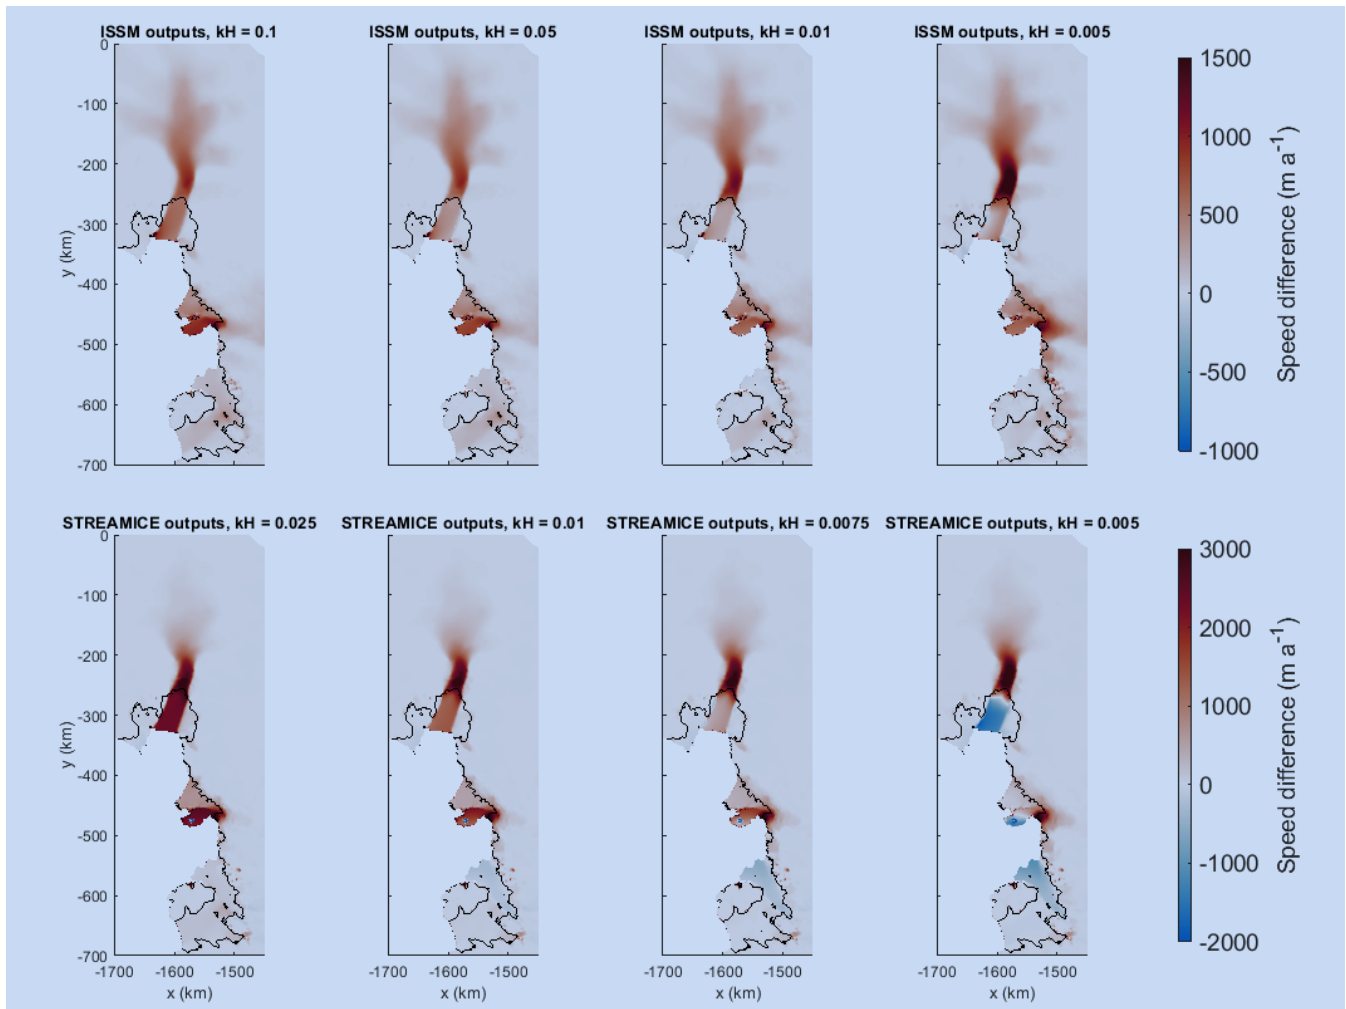 ISSM outputs, kH = 0.1
ISSM outputs, kH = 0.05
ISSM outputs, kH = 0.01
ISSM outputs, kH = 0.005
0
-100
-200
-300
-400
-500
-600
-700
y (km)
1500
1000
500
0
-500
-1000
Speed difference (m a-1)
STREAMICE outputs, kH = 0.025
STREAMICE outputs, kH = 0.01
STREAMICE outputs, kH = 0.0075
STREAMICE outputs, kH = 0.005
0
-100
-200
-300
-400
-500
-600
-700
y (km)
-1700 -1600 -1500
x (km)
-1700 -1600 -1500
x (km)
-1700 -1600 -1500
x (km)
-1700 -1600 -1500
x (km)
3000
2000
1000
0
-1000
-2000
Speed difference (m a-1)